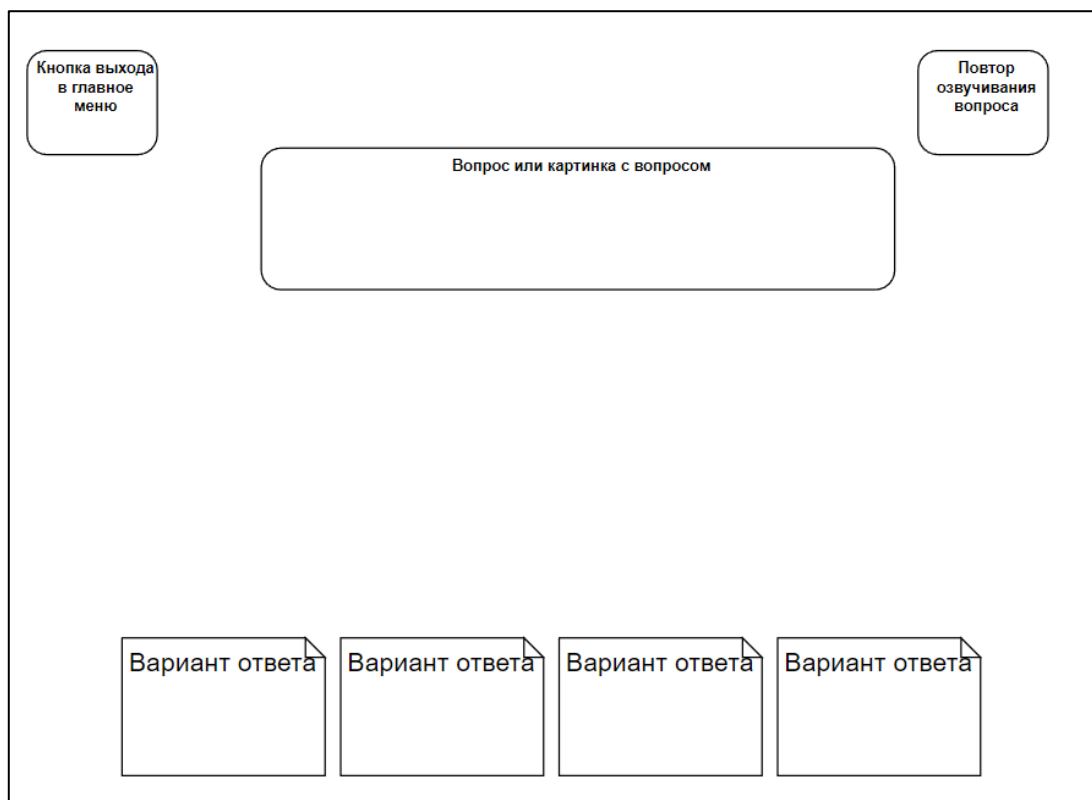 Кнопка выхода
в главное
меню
Повтор
озвучивания
вопроса
Вопрос или картинка с вопросом
Вариант ответа
Вариант ответа
Вариант ответа
Вариант ответа